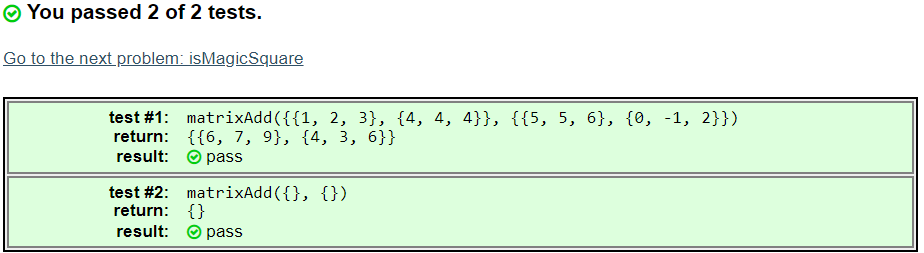 You passed 2 of 2 tests.
Go to the next problem: isMagicSquare
test #1: matrixAdd({{1, 2, 3}, {4, 4, 4}}, {{5, 5, 6}, {0, -1, 2}})
return: {{6, 7, 9}, {4, 3, 6}}
result: pass
test #2: matrixAdd({}, {})
return: {}
result: pass